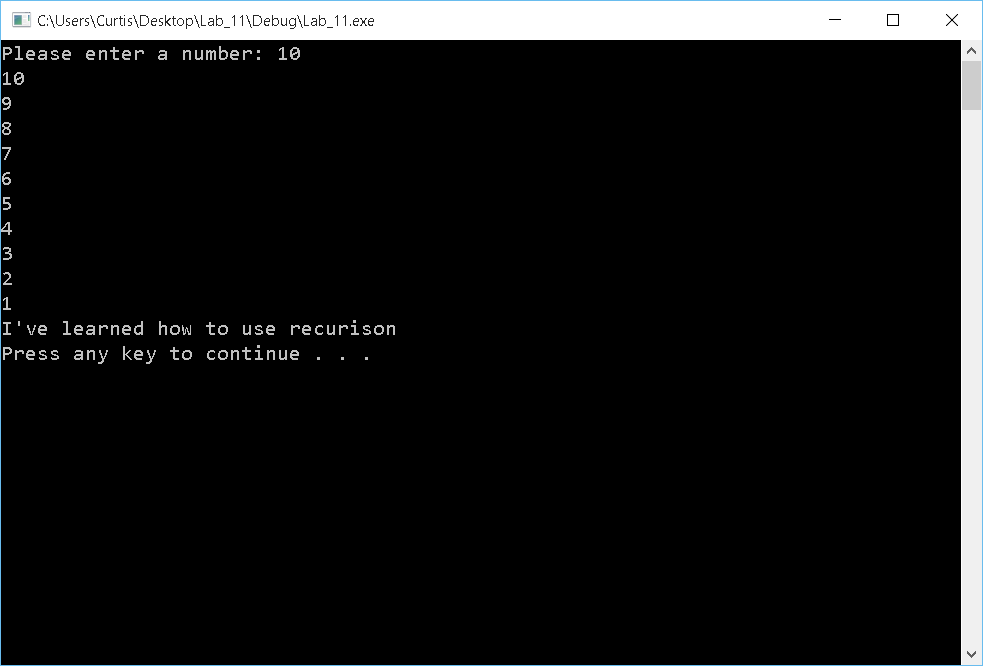 C:\Users\Curtis\Desktop\Lab_11\Debug\Lab_11.exe
Please enter a number: 10
10
9
8
7
6
5
4
3
2
1
I've learned how to use recurison
Press any key to continue . . .